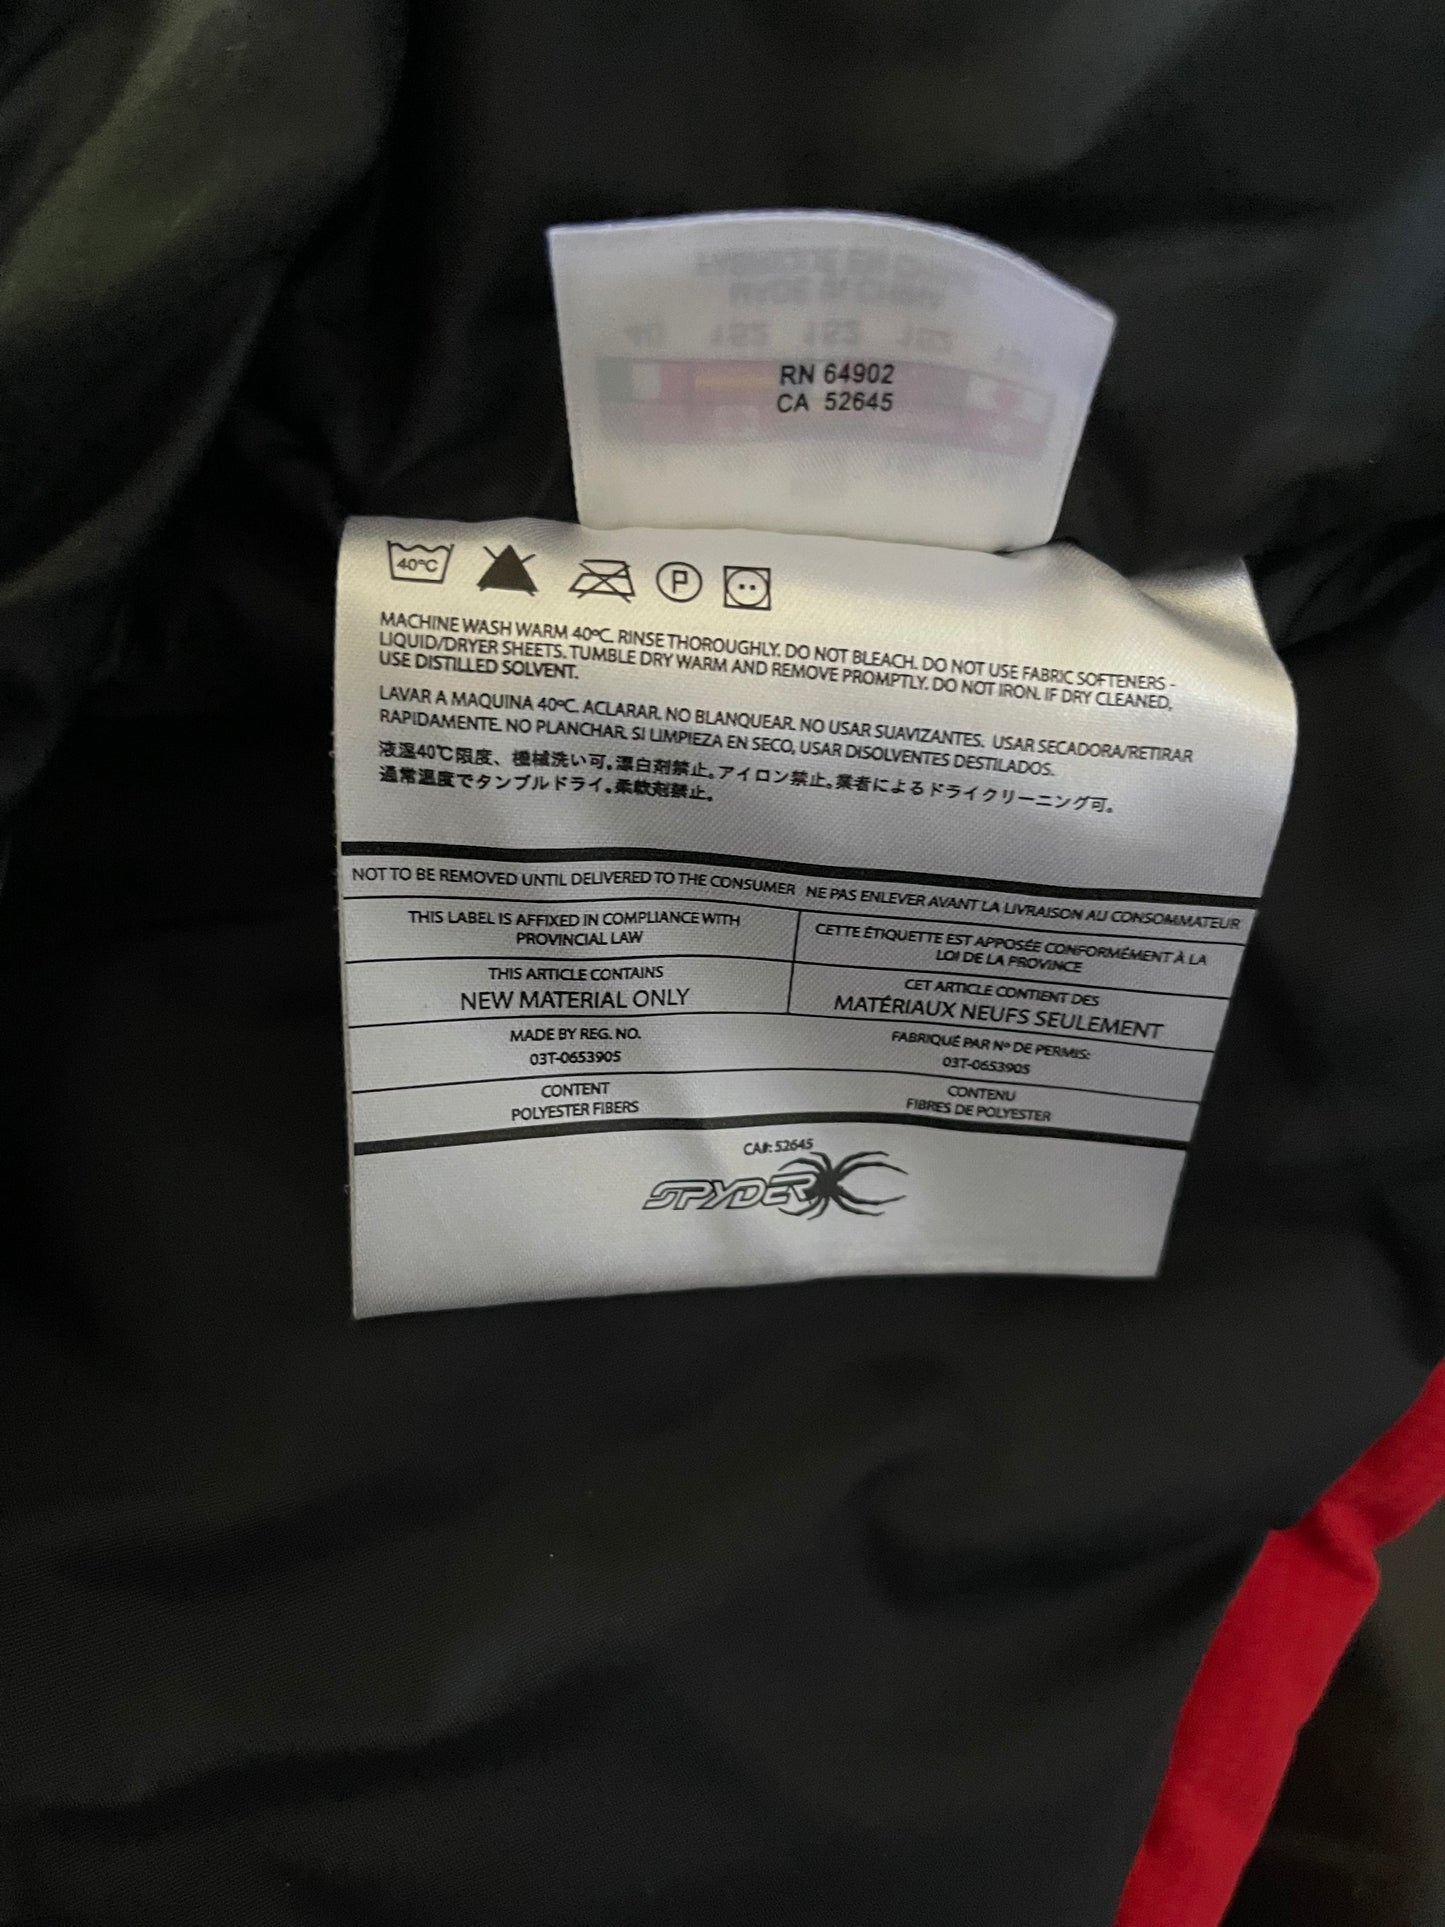 RN 64902
CA 52645
40°C
P
MACHINE WASH WARM 40ºC. RINSE THOROUGHLY. DO NOT BLEACH. DO NOT USE FABRIC SOFTENERS -
LIQUID/DRYER SHEETS. TUMBLE DRY WARM AND REMOVE PROMPTLY. DO NOT IRON. IF DRY CLEANED,
USE DISTILLED SOLVENT.
LAVAR A MAQUINA 40ºC. ACLARAR. NO BLANQUEAR. NO USAR SUAVIZANTES. USAR SECADORA/RETIRAR
RAPIDAMENTE. NO PLANCHAR. SI LIMPIEZA EN SECO, USAR DISOLVENTES DESTILADOS.
液温40℃限度、機械洗い可。漂白剤禁止。アイロン禁止。業者によるドライクリーニング可。
通常温度でタンブルドライ。柔軟剤禁止。
NOT TO BE REMOVED UNTIL DELIVERED TO THE CONSUMER NE PAS ENLEVER AVANT LA LIVRAISON AU CONSOMMATEUR
THIS LABEL IS AFFIXED IN COMPLIANCE WITH
PROVINCIAL LAW
CETTE ÉTIQUETTE EST APPOSÉE CONFORMÉMENT À LA
LOI DE LA PROVINCE
THIS ARTICLE CONTAINS
NEW MATERIAL ONLY
CET ARTICLE CONTIENT DES
MATÉRIAUX NEUFS SEULEMENT
MADE BY REG. NO.
03T-0653905
FABRIQUÉ PAR Nº DE PERMIS:
03T-0653905
CONTENT
POLYESTER FIBERS
CONTENU
FIBRES DE POLYESTER
CA#: 52645
SPYDER